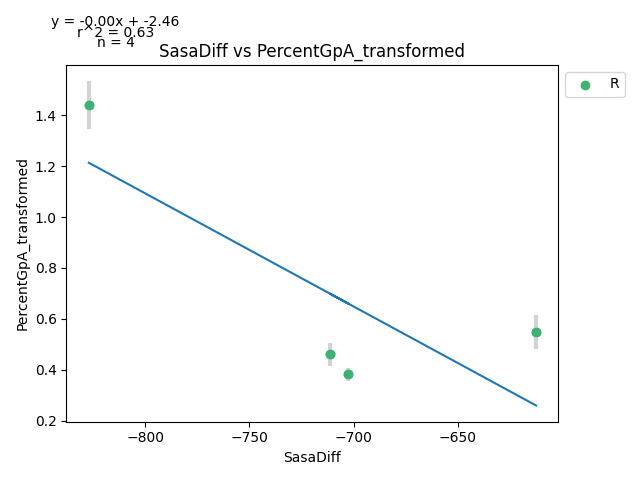 y = -0.00x + -2.46
r^2 = 0.63
n = 4
SasaDiff vs PercentGpA_transformed
R
1.4
1.2
1.0
0.8
0.6
0.4
0.2
PercentGpA_transformed
−800
−750
−700
−650
SasaDiff